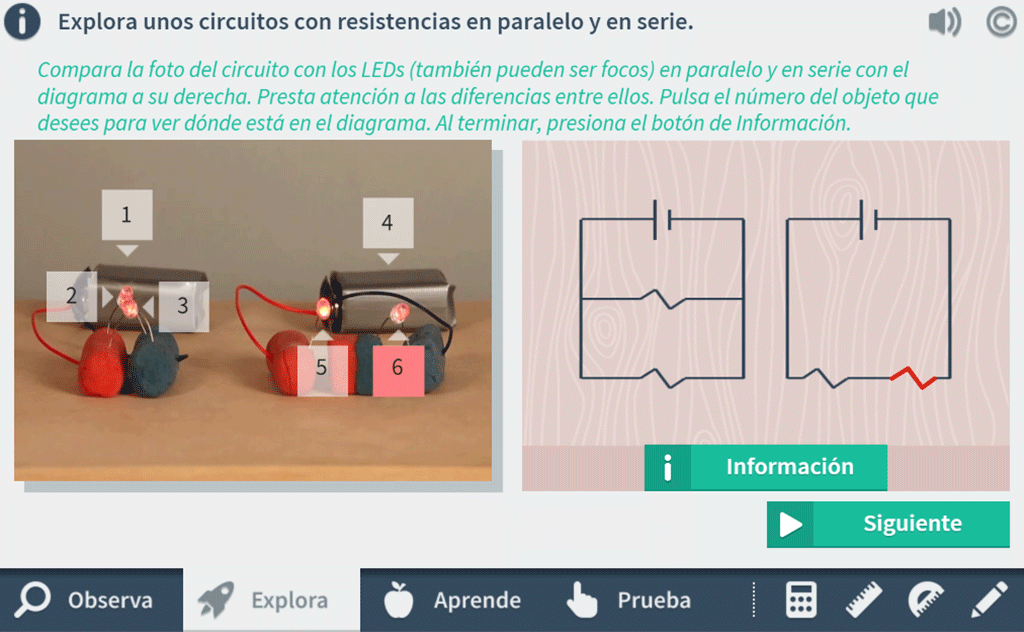 Explora unos circuitos con resistencias en paralelo y en serie.
Compara la foto del circuito con los LEDs (también pueden ser focos) en paralelo y en serie con el
diagrama a su derecha. Presta atención a las diferencias entre ellos. Pulsa el número del objeto que
desees para ver dónde está en el diagrama. Al terminar, presiona el botón de Información.
1
4
2
3
5
6
Información
Siguiente
Observa
Explora
Aprende
Prueba